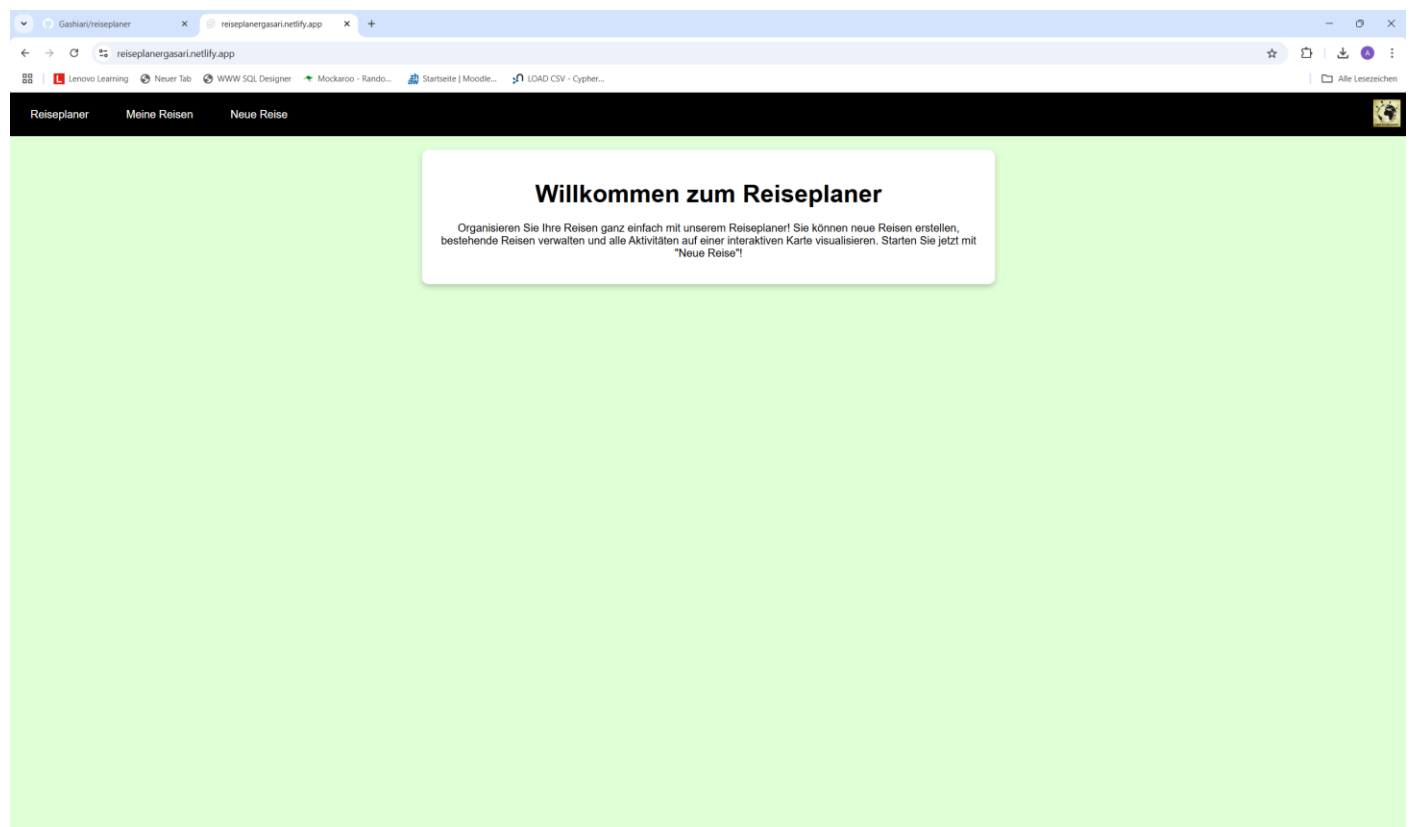 Gashiari/reiseplaner
reiseplanergasari.netlify.app
reiseplanergasari.netlify.app
A
L Lenovo Learning
Neuer Tab
WWW SQL Designer
Mockaroo - Rando...
Startseite | Moodle...
LOAD CSV - Cypher...
Alle Lesezeichen
Reiseplaner
Meine Reisen
Neue Reise
Willkommen zum Reiseplaner
Organisieren Sie Ihre Reisen ganz einfach mit unserem Reiseplaner! Sie können neue Reisen erstellen,
bestehende Reisen verwalten und alle Aktivitäten auf einer interaktiven Karte visualisieren. Starten Sie jetzt mit
"Neue Reise"!